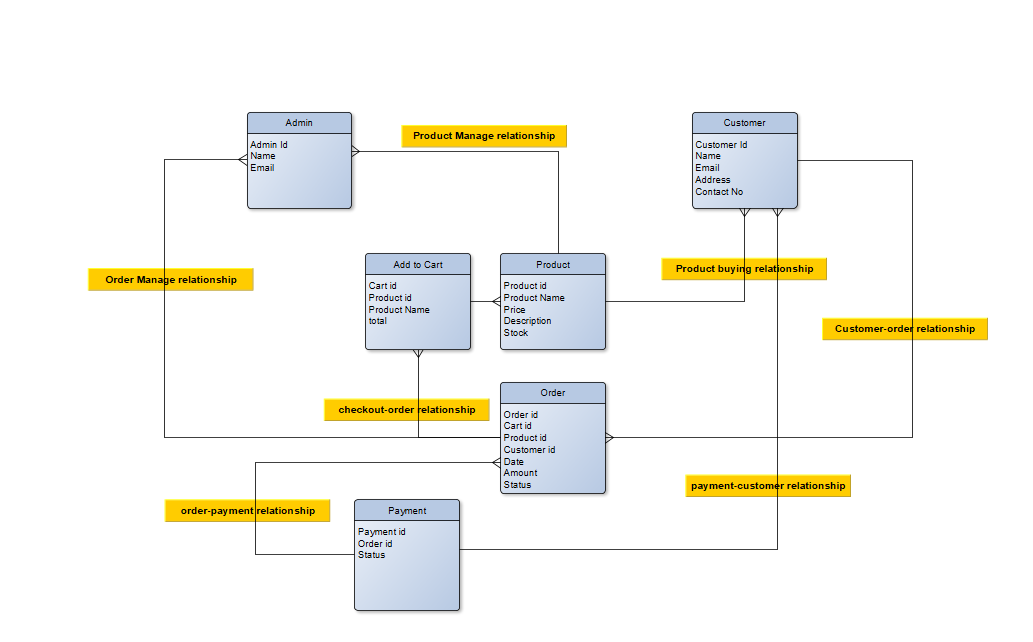 Admin
Admin Id
Name
Email
Product Manage relationship
Customer
Customer Id
Name
Email
Address
Contact No
Order Manage relationship
Add to Cart
Cart id
Product id
Product Name
total
Product
Product id
Product Name
Price
Description
Stock
Product buying relationship
Customer-order relationship
checkout-order relationship
Order
Order id
Cart id
Product id
Customer id
Date
Amount
Status
payment-customer relationship
order-payment relationship
Payment
Payment id
Order id
Status